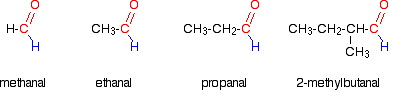 O O O O
H-C CH₃-C CH₃-CH₂-C CH₃-CH₂-CH-C
H H H CH₃ H
methanal ethanal propanal 2-methylbutanal